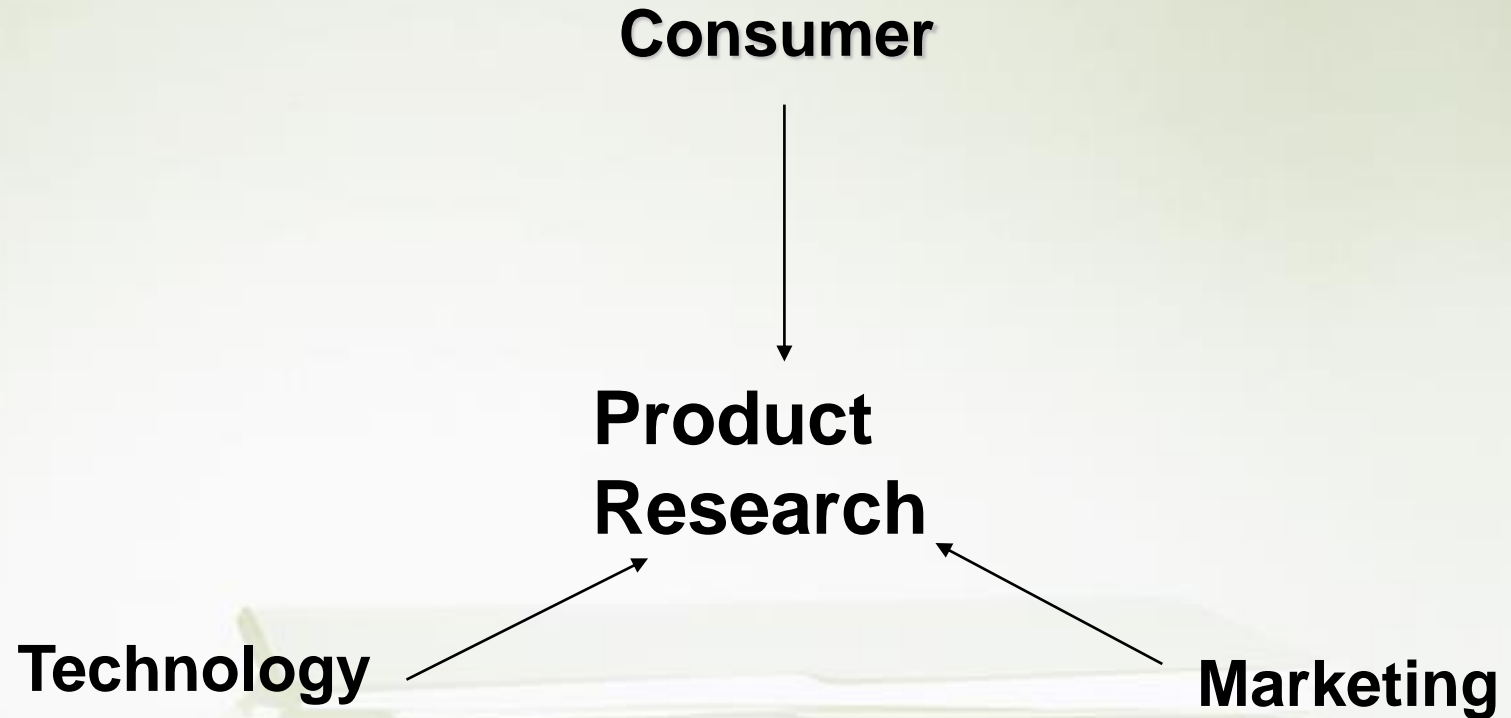 Consumer
Product
Research
Technology
Marketing